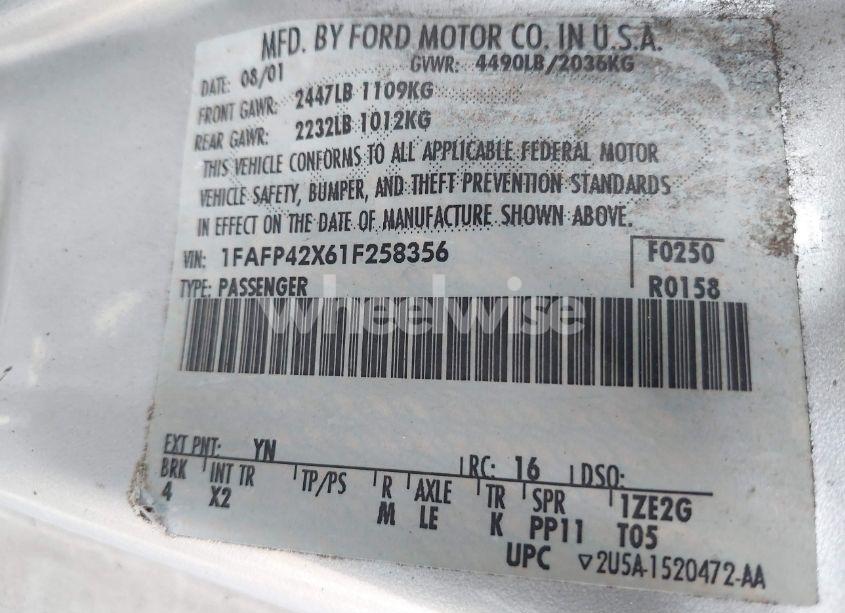 MFD. BY FORD MOTOR CO. IN U.S.A.
DATE: 08/01 GVWR: 4490LB/2036KG
FRONT GAWR: 2447LB 1109KG
REAR GAWR: 2232LB 1012KG
THIS VEHICLE CONFORMS TO ALL APPLICABLE FEDERAL MOTOR
VEHICLE SAFETY, BUMPER, AND THEFT PREVENTION STANDARDS
IN EFFECT ON THE DATE OF MANUFACTURE SHOWN ABOVE.
VIN: 1FAFP42X61F258356 F0250
TYPE: PASSENGER R0158
wheelwise
EXT PNT: YN RC: 16 DSO:
BRK INT TR TP/PS R AXLE TR SPR 1ZE2G
4 X2 M LE K PP11 T05
UPC ▽2U5A-1520472-AA